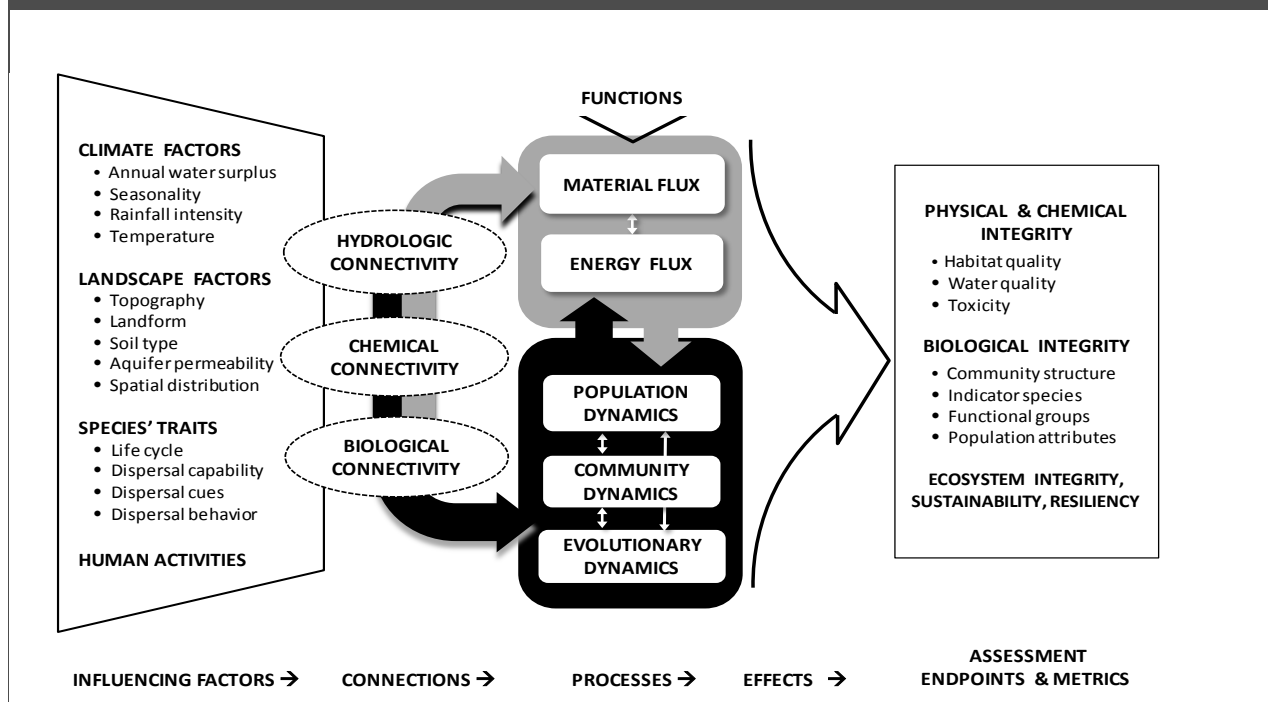 CLIMATE FACTORS
• Annual water surplus
• Seasonality
• Rainfall intensity
• Temperature
LANDSCAPE FACTORS
• Topography
• Landform
• Soil type
• Aquifer permeability
• Spatial distribution
SPECIES' TRAITS
• Life cycle
• Dispersal capability
• Dispersal cues
• Dispersal behavior
HUMAN ACTIVITIES
HYDROLOGIC
CONNECTIVITY
CHEMICAL
CONNECTIVITY
BIOLOGICAL
CONNECTIVITY
FUNCTIONS
MATERIAL FLUX
ENERGY FLUX
POPULATION
DYNAMICS
COMMUNITY
DYNAMICS
EVOLUTIONARY
DYNAMICS
PHYSICAL & CHEMICAL
INTEGRITY
• Habitat quality
• Water quality
• Toxicity
BIOLOGICAL INTEGRITY
• Community structure
• Indicator species
• Functional groups
• Population attributes
ECOSYSTEM INTEGRITY,
SUSTAINABILITY, RESILIENCY
INFLUENCING FACTORS →
CONNECTIONS →
PROCESSES →
EFFECTS →
ASSESSMENT
ENDPOINTS & METRICS